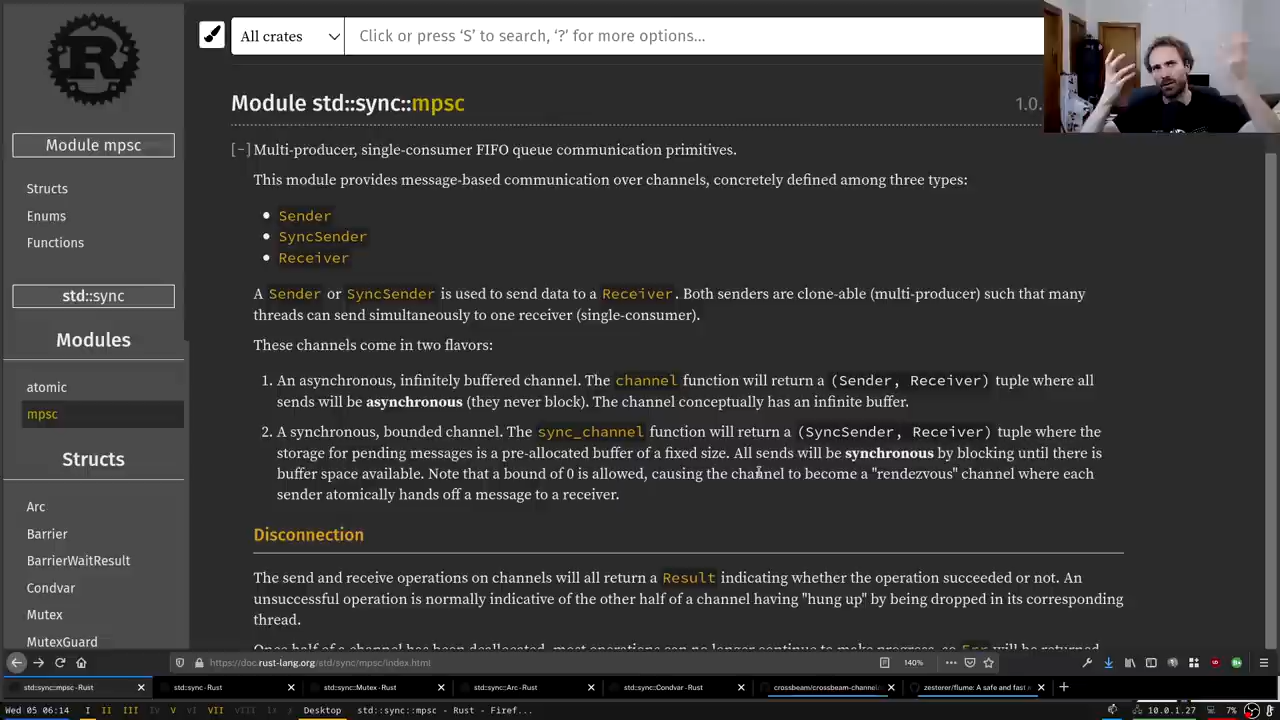 All crates
Click or press ‘S’ to search, ‘?’ for more options…
Module std::sync::mpsc
1.0.
[-] Multi-producer, single-consumer FIFO queue communication primitives.
This module provides message-based communication over channels, concretely defined among three types:
• Sender
• SyncSender
• Receiver
A Sender or SyncSender is used to send data to a Receiver. Both senders are clone-able (multi-producer) such that many
threads can send simultaneously to one receiver (single-consumer).
These channels come in two flavors:
1. An asynchronous, infinitely buffered channel. The channel function will return a (Sender, Receiver) tuple where all
sends will be asynchronous (they never block). The channel conceptually has an infinite buffer.
2. A synchronous, bounded channel. The sync_channel function will return a (SyncSender, Receiver) tuple where the
storage for pending messages is a pre-allocated buffer of a fixed size. All sends will be synchronous by blocking until there is
buffer space available. Note that a bound of 0 is allowed, causing the channel to become a "rendezvous" channel where each
sender atomically hands off a message to a receiver.
Disconnection
The send and receive operations on channels will all return a Result indicating whether the operation succeeded or not. An
unsuccessful operation is normally indicative of the other half of a channel having "hung up" by being dropped in its corresponding
thread.
Once half of a channel has been deallocated, most operations can no longer continue to make progress, so Err will be returned.
R
Module mpsc
Structs
Enums
Functions
std::sync
Modules
atomic
mpsc
Structs
Arc
Barrier
BarrierWaitResult
Condvar
Mutex
MutexGuard
https://doc.rust-lang.org/std/sync/mpsc/index.html
140%
std::sync::mpsc - Rust
std::sync - Rust
std::sync::Mutex - Rust
std::sync::Arc - Rust
std::sync::Condvar - Rust
crossbeam/crossbeam-channel
zesterer/flume: A safe and fast
Wed 05 06:14
I II III IV V VI VII VIII IX X
Desktop
std::sync::mpsc - Rust - Firef...
10.0.1.27
7%